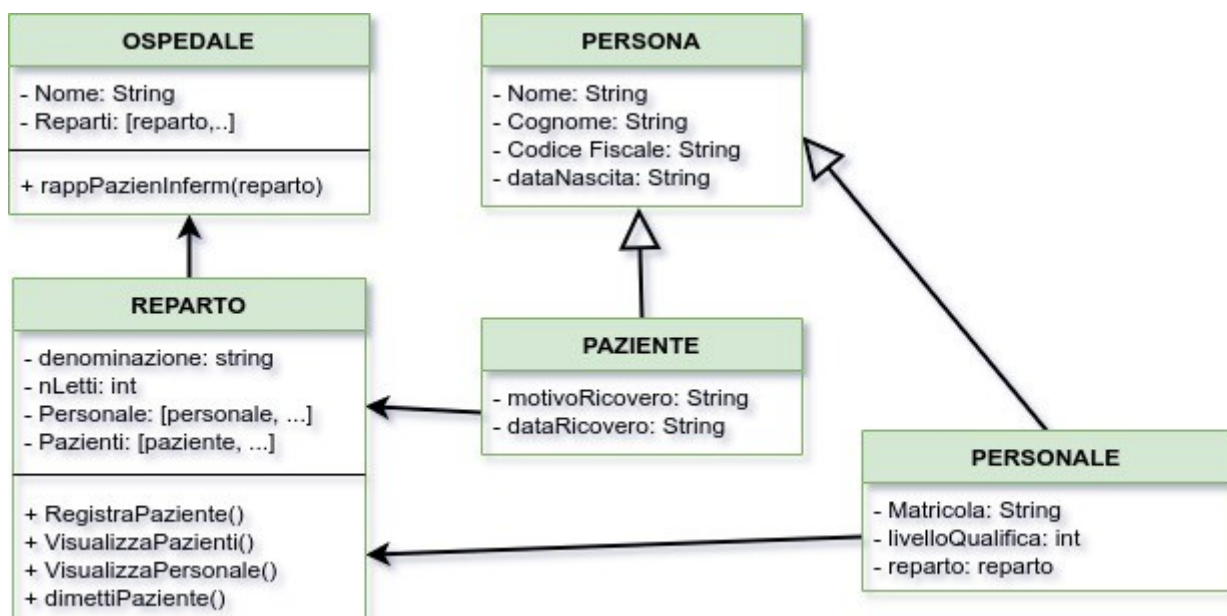 OSPEDALE
- Nome: String
- Reparti: [reparto,..]
+ rappPazienInferm(reparto)
PERSONA
- Nome: String
- Cognome: String
- Codice Fiscale: String
- dataNascita: String
REPARTO
- denominazione: string
- nLetti: int
- Personale: [personale, ...]
- Pazienti: [paziente, ...]
+ RegistraPaziente()
+ VisualizzaPazienti()
+ VisualizzaPersonale()
+ dimettiPaziente()
PAZIENTE
- motivoRicovero: String
- dataRicovero: String
PERSONALE
- Matricola: String
- livelloQualifica: int
- reparto: reparto